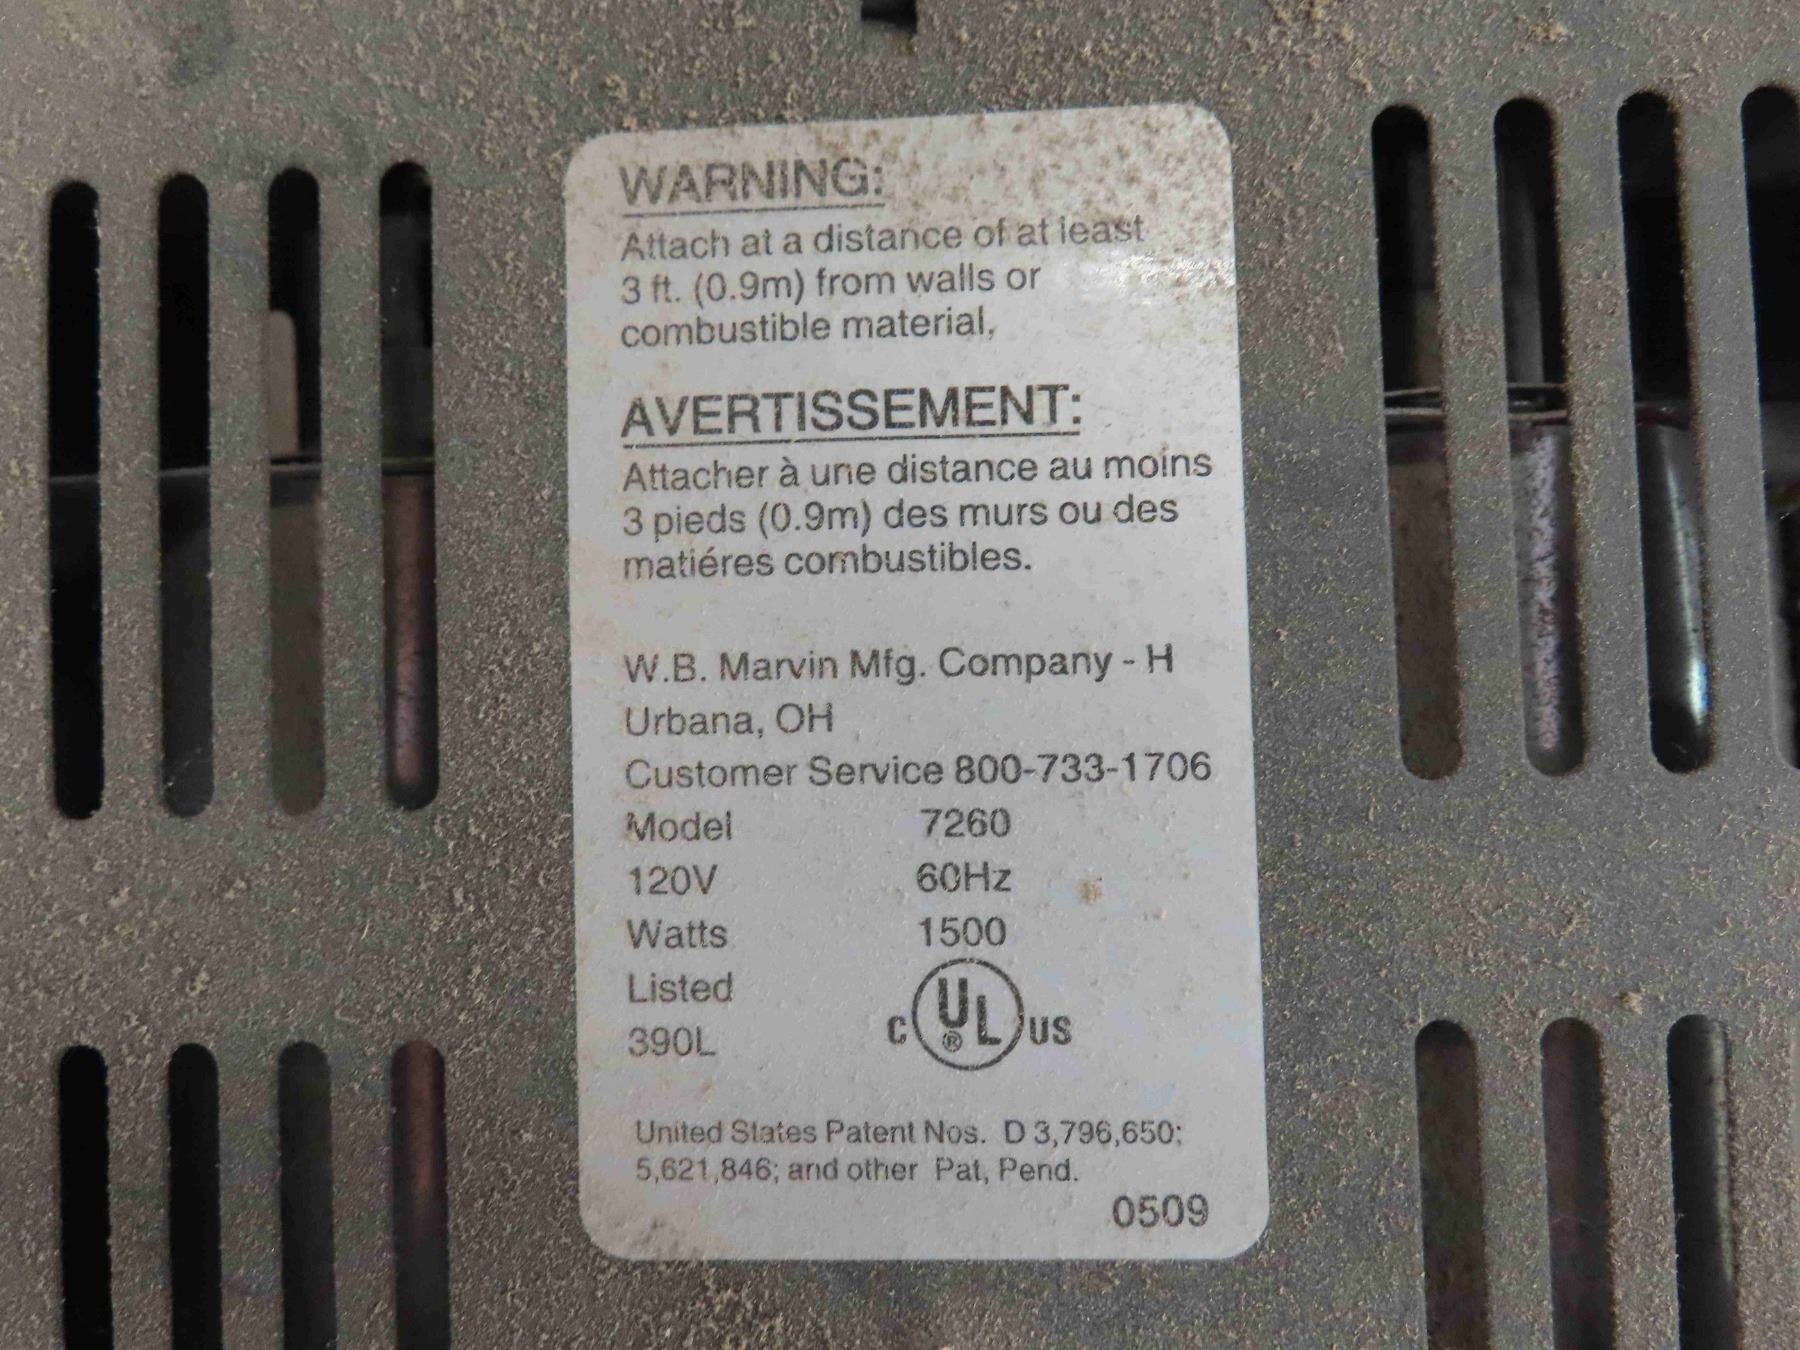 WARNING:
Attach at a distance of at least
3 ft. (0.9m) from walls or
combustible material,
AVERTISSEMENT:
Attacher à une distance au moins
3 pieds (0.9m) des murs ou des
matiéres combustibles.
W.B. Marvin Mfg. Company - H
Urbana, OH
Customer Service 800-733-1706
Model 7260
120V 60Hz
Watts 1500
Listed
390L C UL® US
United States Patent Nos. D 3,796,650;
5,621,846; and other Pat, Pend.
0509